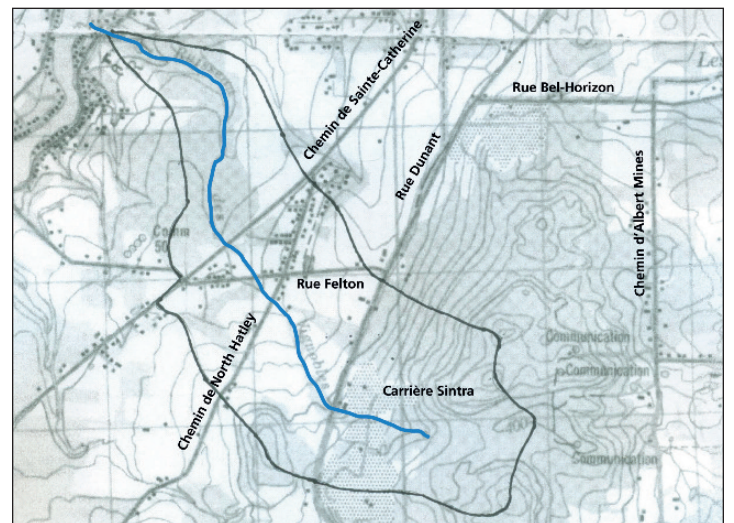 Chemin de Sainte-Catherine
Rue Bel-Horizon
Rue Dunant
Chemin d'Albert Mines
Rue Felton
Chemin de North Hatley
Carrière Sintra
Communication
Communication
Communication
400